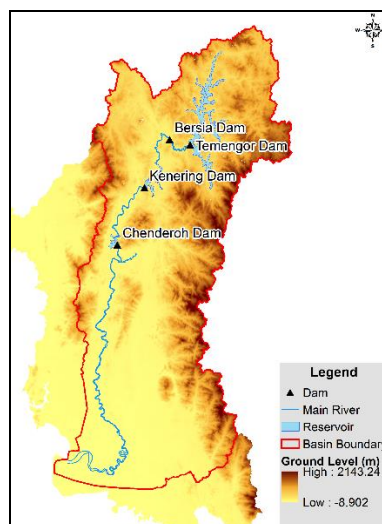 N
W
E
S
Bersia Dam
Temengor Dam
Kenering Dam
Chenderoh Dam
Legend
Dam
Main River
Reservoir
Basin Boundary
Ground Level (m)
High : 2143.24
Low : -8.902